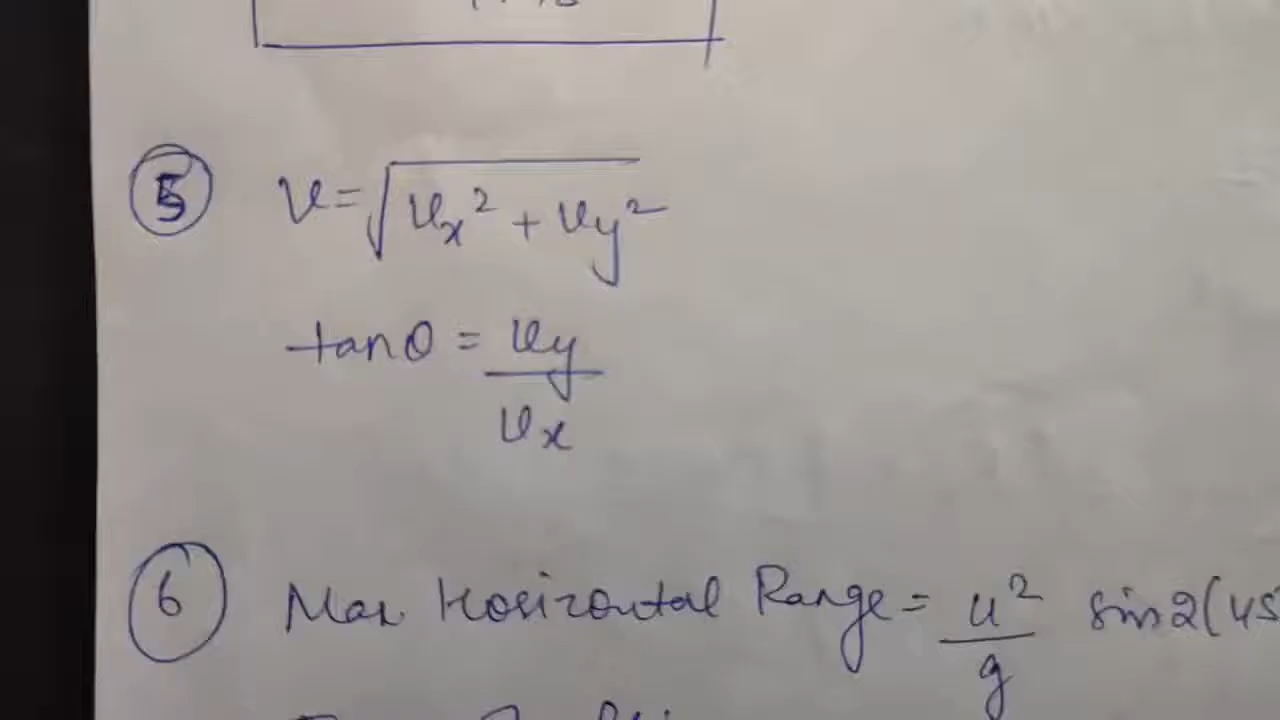 5 v = √(vx² + vy²)
tanθ = vy / vx
6 Max Horizontal Range = u² / g sin2(45